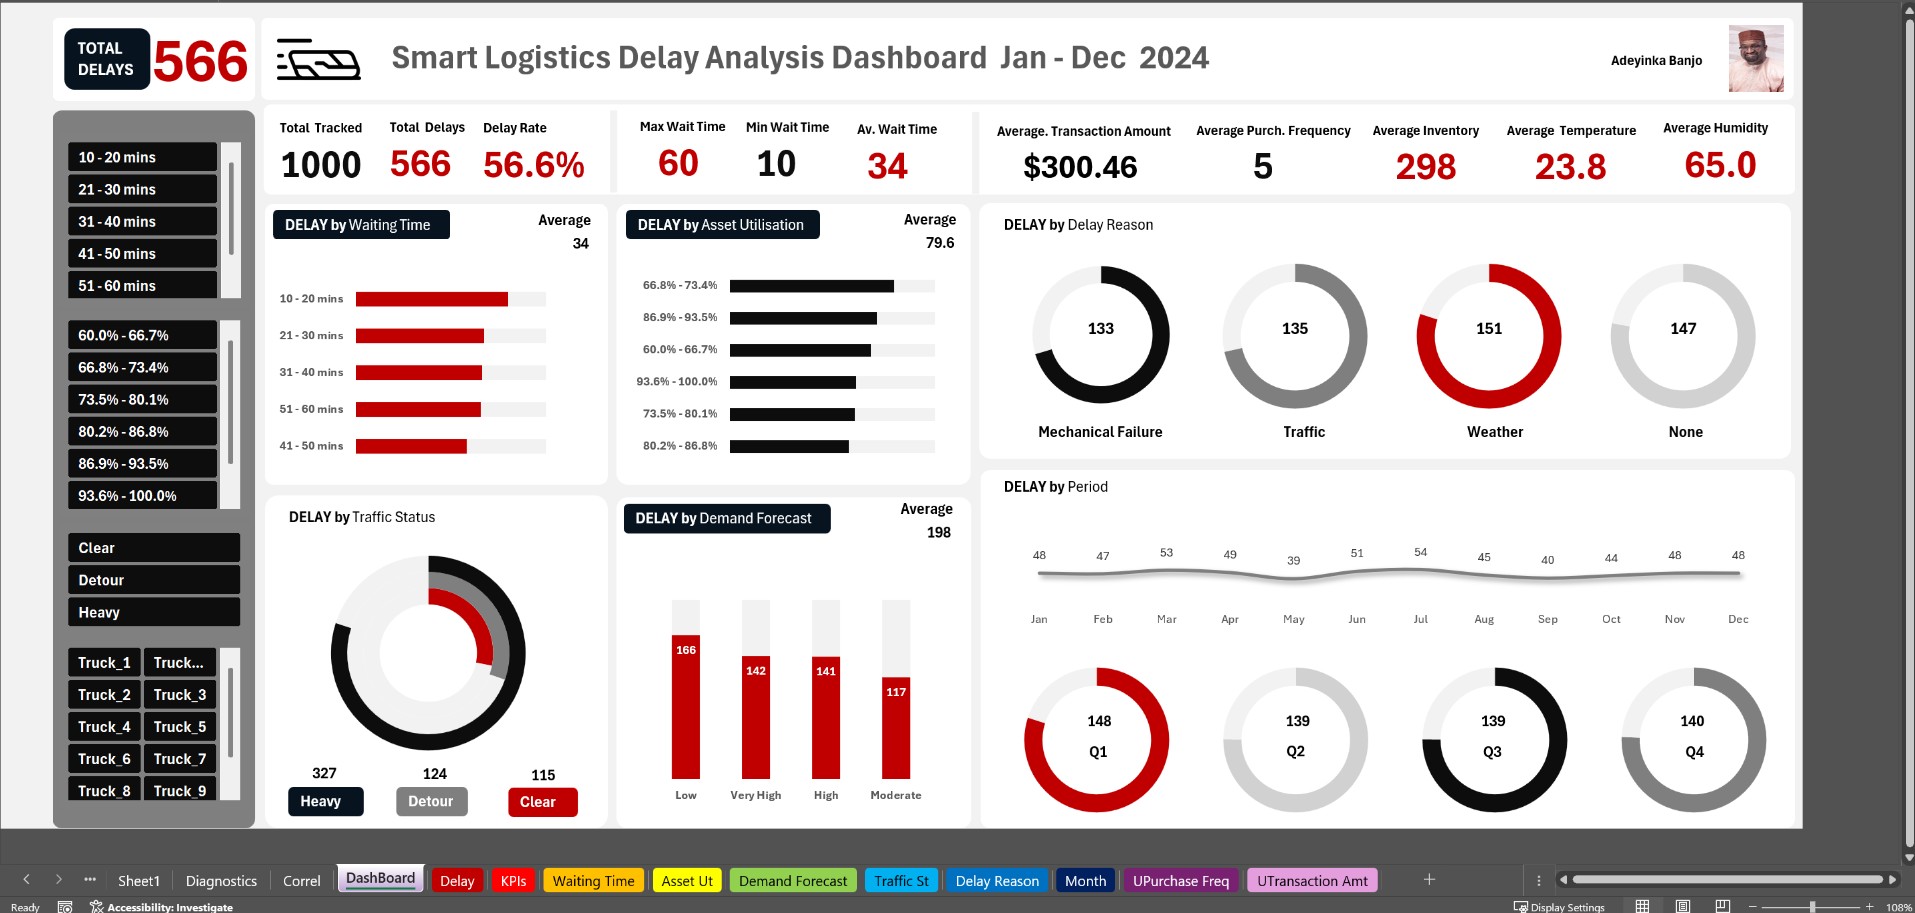 TOTAL
DELAYS
566
Smart Logistics Delay Analysis Dashboard Jan - Dec 2024
Adeyinka Banjo
10 - 20 mins
21 - 30 mins
31 - 40 mins
41 - 50 mins
51 - 60 mins
60.0% - 66.7%
66.8% - 73.4%
73.5% - 80.1%
80.2% - 86.8%
86.9% - 93.5%
93.6% - 100.0%
Clear
Detour
Heavy
Truck_1 Truck...
Truck_2 Truck_3
Truck_4 Truck_5
Truck_6 Truck_7
Truck_8 Truck_9
Total Tracked Total Delays Delay Rate
1000 566 56.6%
Max Wait Time Min Wait Time Av. Wait Time
60 10 34
Average. Transaction Amount Average Purch. Frequency Average Inventory Average Temperature Average Humidity
$300.46 5 298 23.8 65.0
DELAY by Waiting Time
Average
34
10 - 20 mins
21 - 30 mins
31 - 40 mins
51 - 60 mins
41 - 50 mins
DELAY by Asset Utilisation
Average
79.6
66.8% - 73.4%
86.9% - 93.5%
60.0% - 66.7%
93.6% - 100.0%
73.5% - 80.1%
80.2% - 86.8%
DELAY by Delay Reason
133 135 151 147
Mechanical Failure Traffic Weather None
DELAY by Traffic Status
327 124 115
Heavy Detour Clear
DELAY by Demand Forecast
Average
198
166 142 141 117
Low Very High High Moderate
DELAY by Period
48 47 53 49 39 51 54 45 40 44 48 48
Jan Feb Mar Apr May Jun Jul Aug Sep Oct Nov Dec
148 139 139 140
Q1 Q2 Q3 Q4
Sheet1 Diagnostics Correl DashBoard Delay KPIs Waiting Time Asset Ut Demand Forecast Traffic St Delay Reason Month UPurchase Freq UTransaction Amt
Ready Accessibility: Investigate Display Settings 108%